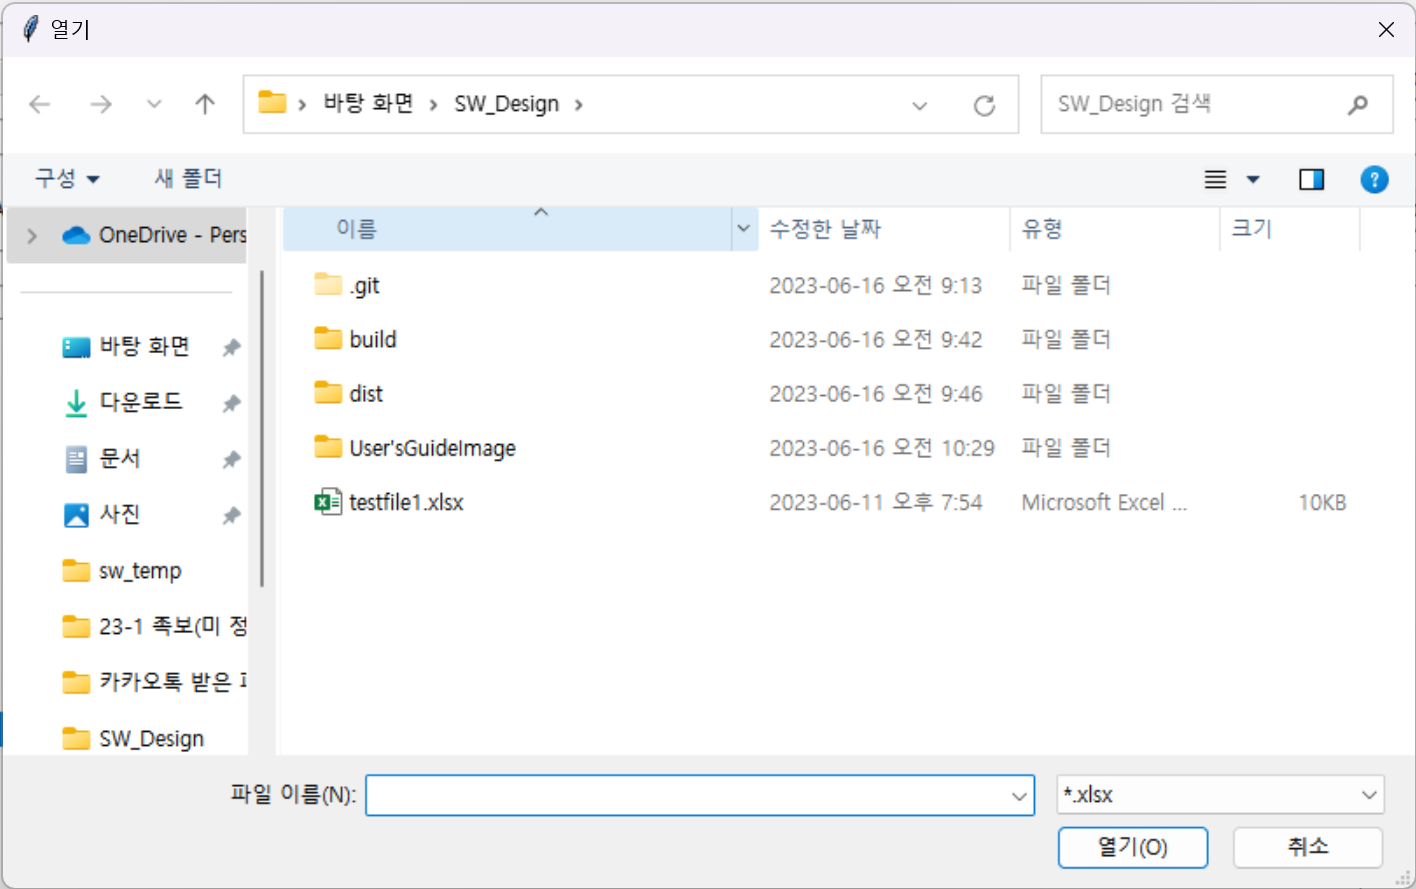 열기
바탕 화면 > SW_Design >
SW_Design 검색
구성
새 폴더
OneDrive - Pers
바탕 화면
다운로드
문서
사진
sw_temp
23-1 족보(미 정
카카오톡 받은
SW_Design
이름 수정한 날짜 유형 크기
.git 2023-06-16 오전 9:13 파일 폴더
build 2023-06-16 오전 9:42 파일 폴더
dist 2023-06-16 오전 9:46 파일 폴더
User'sGuideImage 2023-06-16 오전 10:29 파일 폴더
testfile1.xlsx 2023-06-11 오후 7:54 Microsoft Excel ... 10KB
파일 이름(N):
*.xlsx
열기(O) 취소